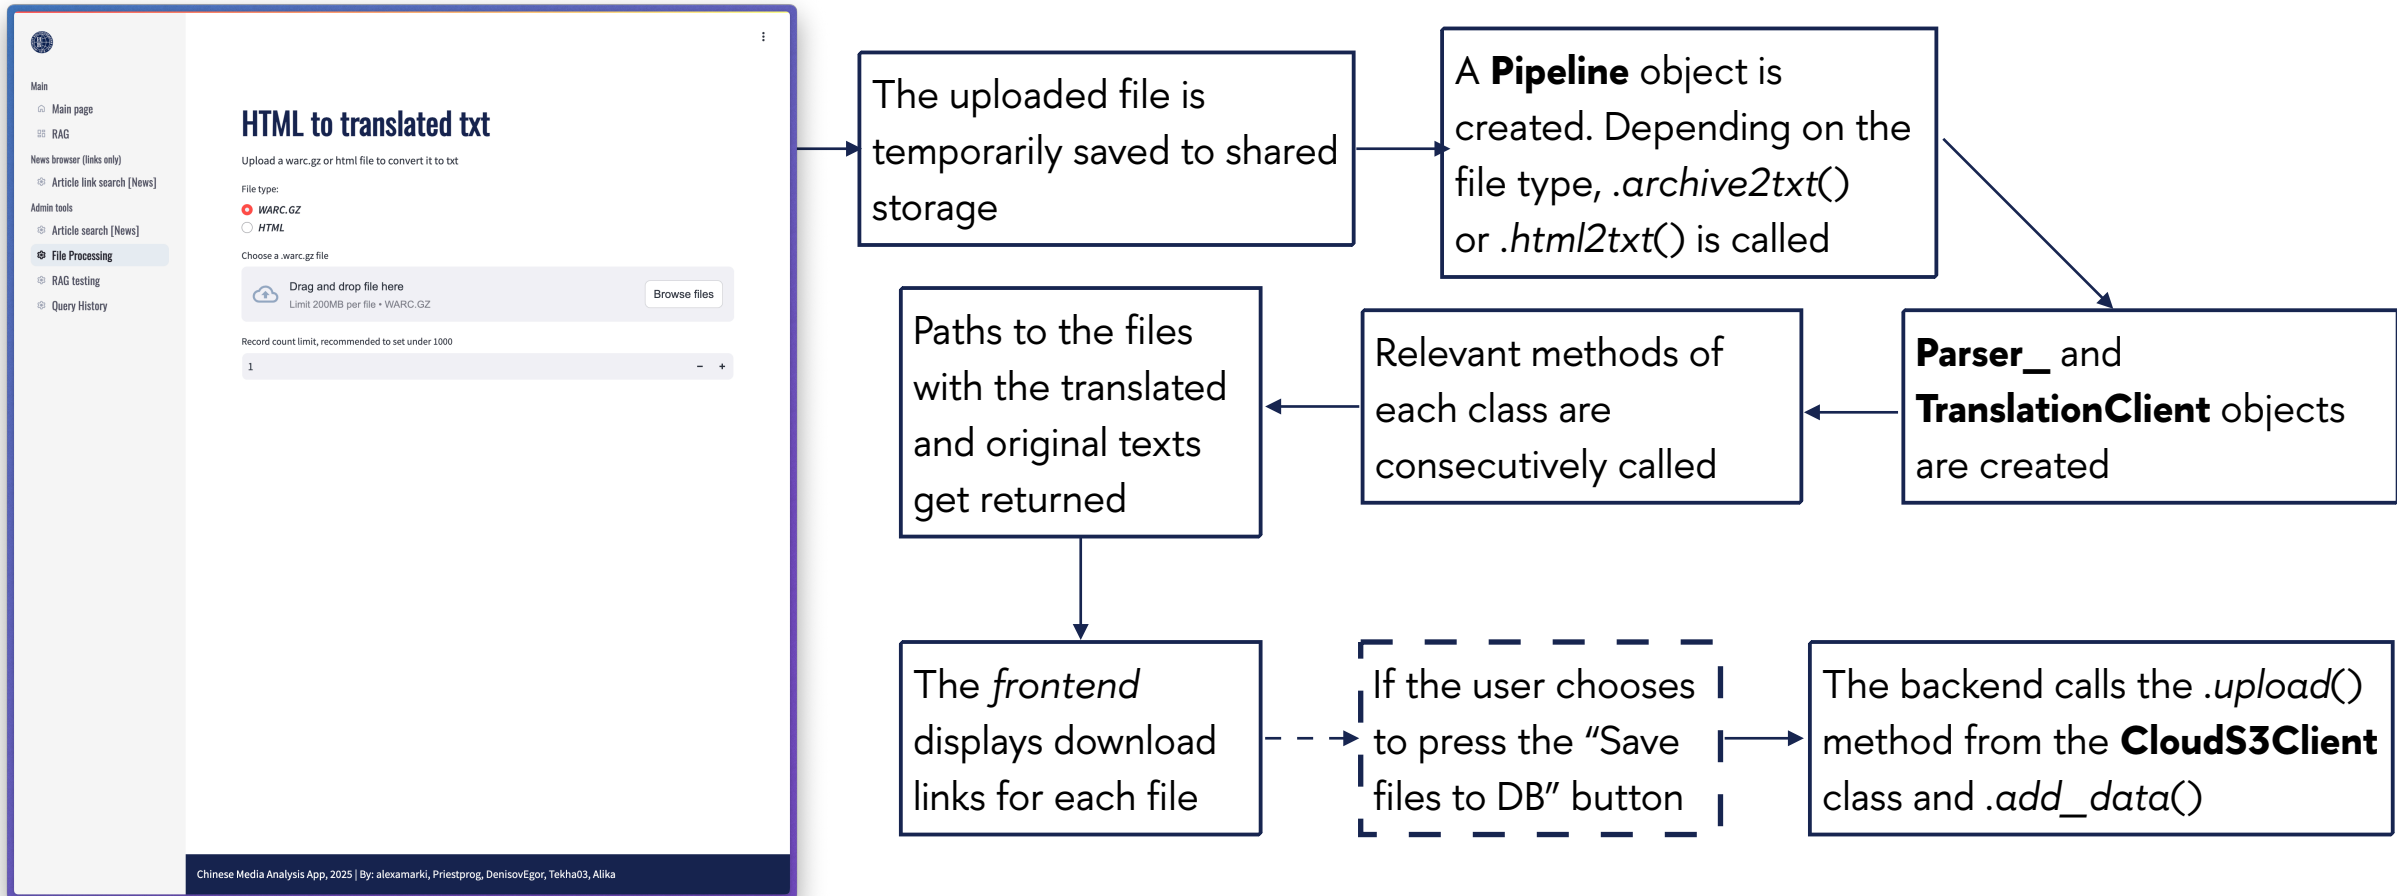 Main
Main page
RAG
News browser (links only)
Article link search [News]
Admin tools
Article search [News]
File Processing
RAG testing
Query History
HTML to translated txt
Upload a warc.gz or html file to convert it to txt
File type:
WARC.GZ
HTML
Choose a .warc.gz file
Drag and drop file here
Limit 200MB per file • WARC.GZ
Browse files
Record count limit, recommended to set under 1000
1
Chinese Media Analysis App, 2025 | By: alexamarki, Priestprog, DenisovEgor, Tekha03, Alika
The uploaded file is
temporarily saved to shared
storage
A Pipeline object is
created. Depending on the
file type, .archive2txt()
or .html2txt() is called
Parser_ and
TranslationClient objects
are created
Relevant methods of
each class are
consecutively called
Paths to the files
with the translated
and original texts
get returned
The frontend
displays download
links for each file
If the user chooses
to press the “Save
files to DB” button
The backend calls the .upload()
method from the CloudS3Client
class and .add_data()